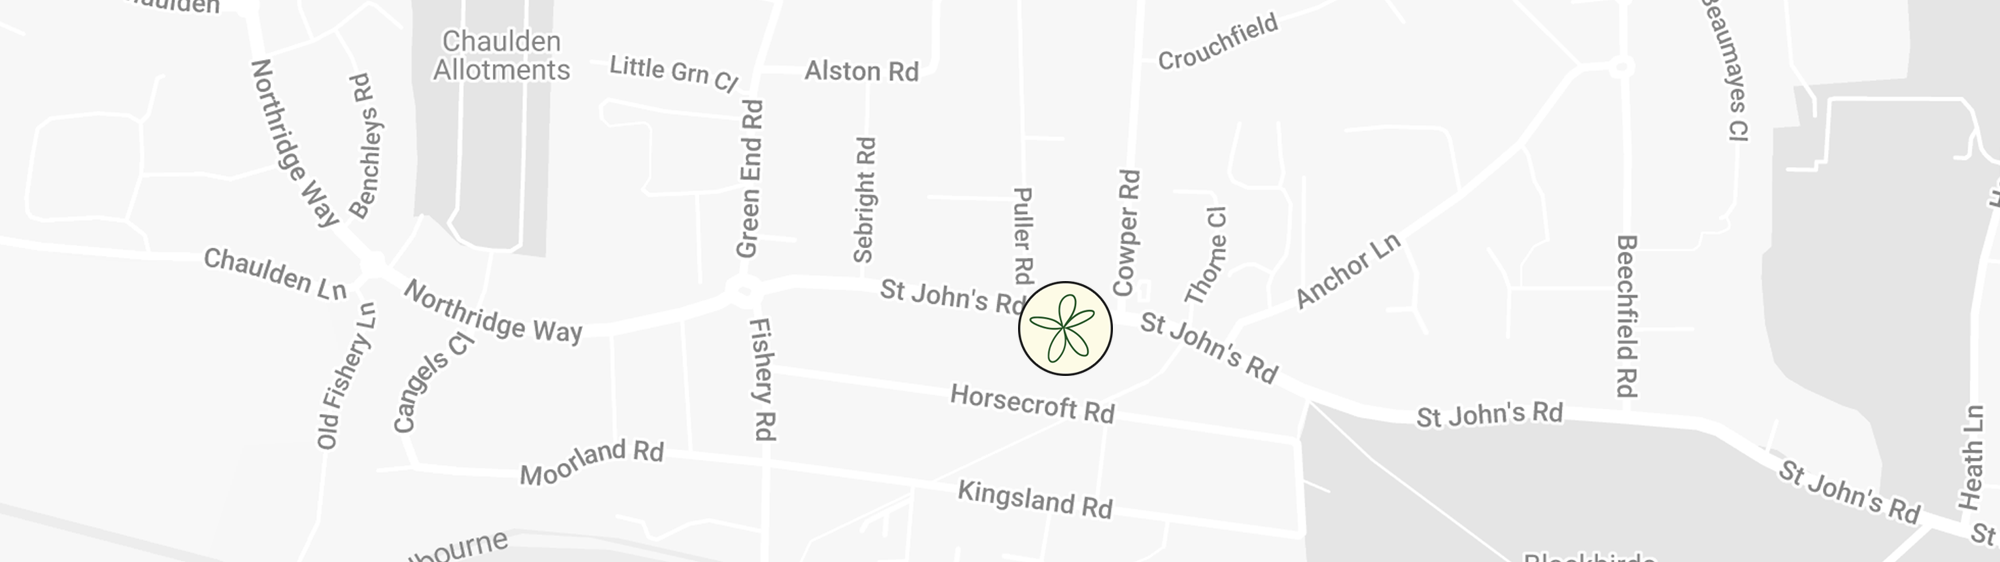 Chaulden
Allotments
Little Grn Cl
Alston Rd
Crouchfield
Beaumayes Cl
Northridge Way
Benchleys Rd
Green End Rd
Sebright Rd
Puller Rd
Cowper Rd
Thorne Cl
Anchor Ln
Beechfield Rd
Chaulden Ln
Northridge Way
St John's Rd
St John's Rd
Old Fishery Ln
Cangels Cl
Fishery Rd
Horsecroft Rd
St John's Rd
Moorland Rd
Kingsland Rd
St John's Rd
Heath Ln
St